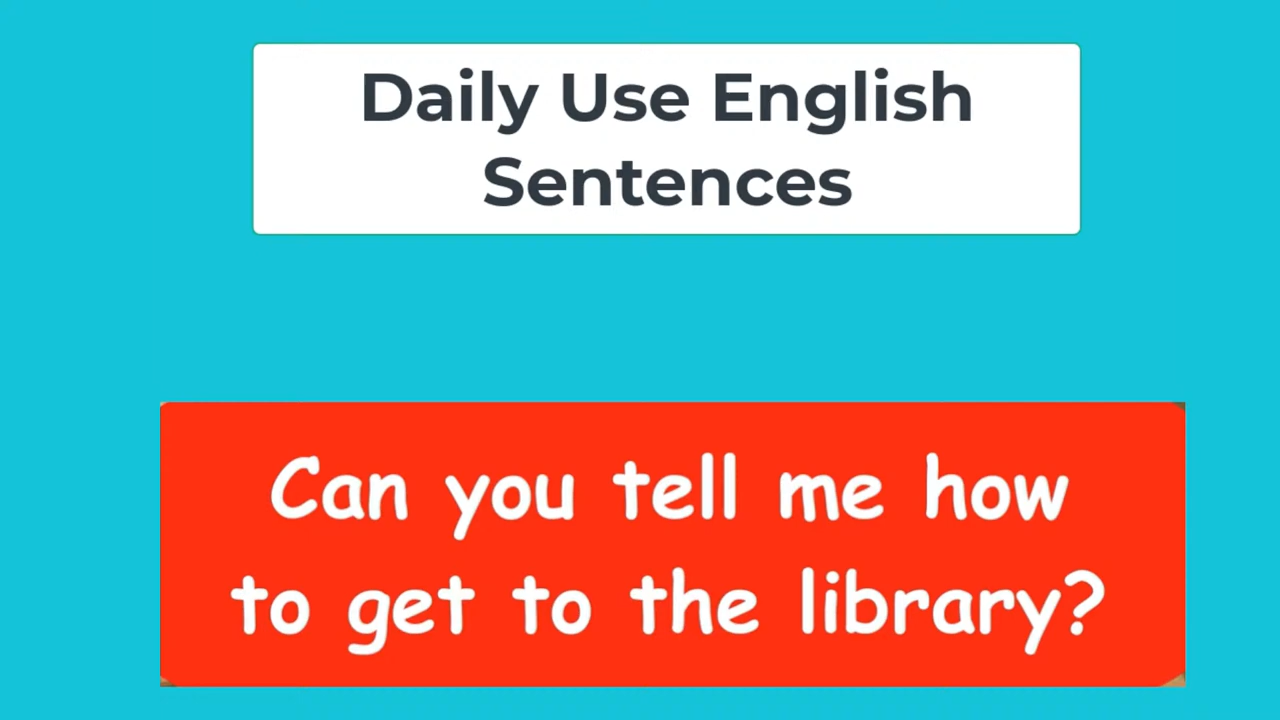 Daily Use English
Sentences
Can you tell me how
to get to the library?